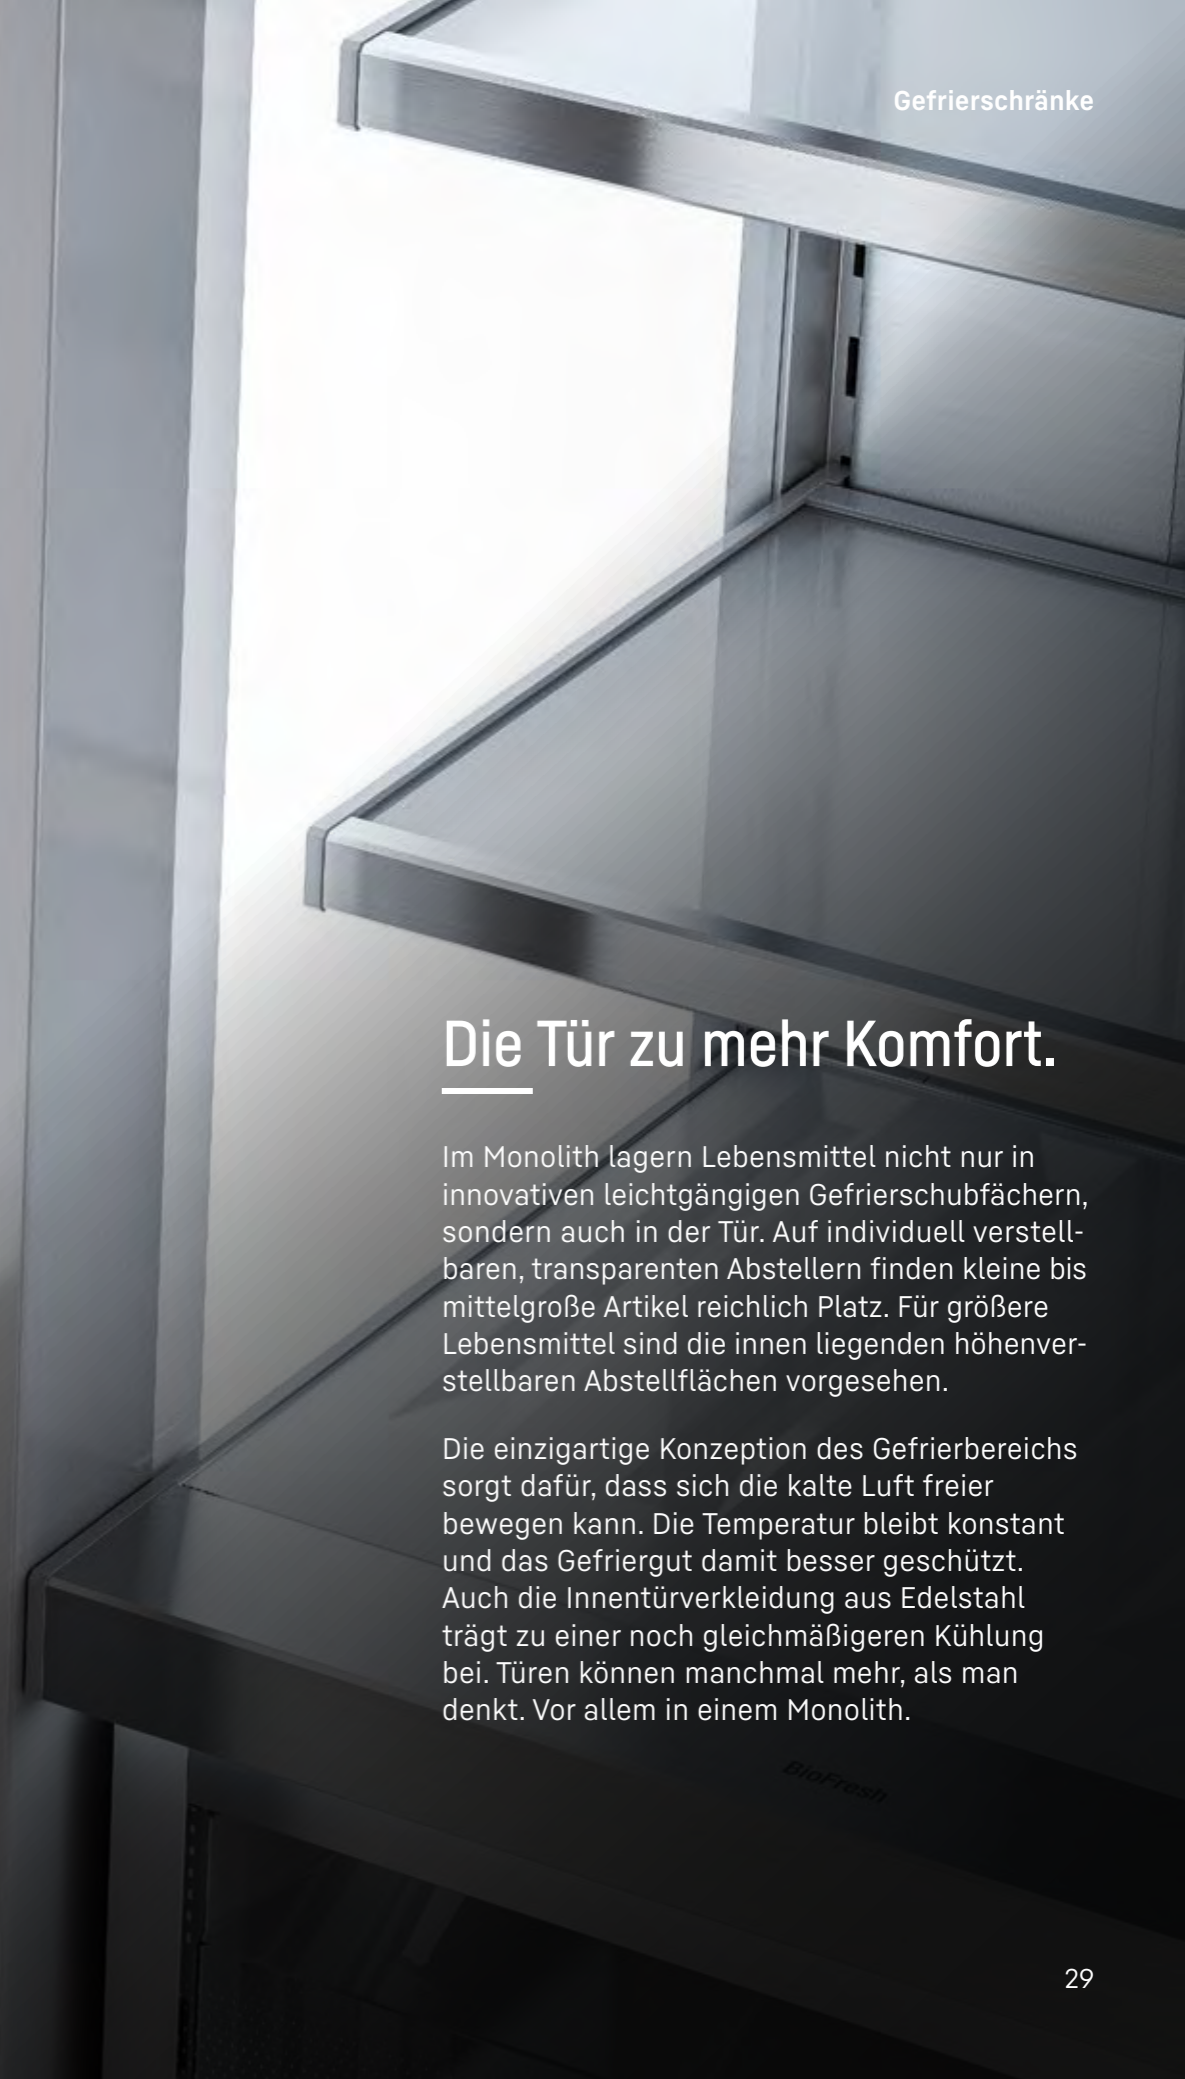 Gefrierschränke
Die Tür zu mehr Komfort.
Im Monolith lagern Lebensmittel nicht nur in
innovativen leichtgängigen Gefrierschubfächern,
sondern auch in der Tür. Auf individuell verstell-
baren, transparenten Abstellern finden kleine bis
mittelgroße Artikel reichlich Platz. Für größere
Lebensmittel sind die innen liegenden höhenver-
stellbaren Abstellflächen vorgesehen.
Die einzigartige Konzeption des Gefrierbereichs
sorgt dafür, dass sich die kalte Luft freier
bewegen kann. Die Temperatur bleibt konstant
und das Gefriergut damit besser geschützt.
Auch die Innentürverkleidung aus Edelstahl
trägt zu einer noch gleichmäßigeren Kühlung
bei. Türen können manchmal mehr, als man
denkt. Vor allem in einem Monolith.
BioFresh
29